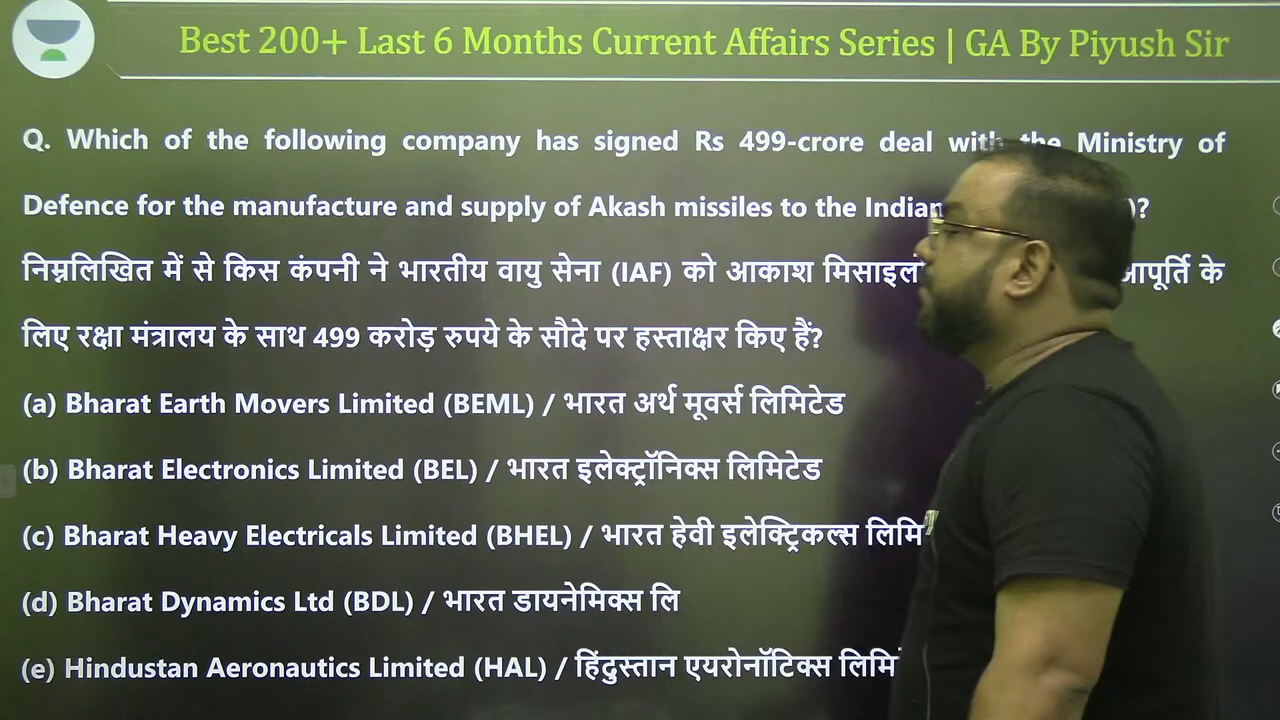 Best 200+ Last 6 Months Current Affairs Series | GA By Piyush Sir
Q. Which of the following company has signed Rs 499-crore deal with the Ministry of
Defence for the manufacture and supply of Akash missiles to the Indian )?
निम्नलिखित में से किस कंपनी ने भारतीय वायु सेना (IAF) को आकाश आपूर्ति के
लिए रक्षा मंत्रालय के साथ 499 करोड़ रुपये के सौदे पर हस्ताक्षर किए हैं?
(a) Bharat Earth Movers Limited (BEML) / भारत अर्थ मूवर्स लिमिटेड
(b) Bharat Electronics Limited (BEL) / भारत इलेक्ट्रॉनिक्स लिमिटेड
(c) Bharat Heavy Electricals Limited (BHEL) / भारत हेवी इलेक्ट्रिकल्स लिमि
(d) Bharat Dynamics Ltd (BDL) / भारत डायनेमिक्स लि
(e) Hindustan Aeronautics Limited (HAL) / हिंदुस्तान एयरोनॉटिक्स लिमि